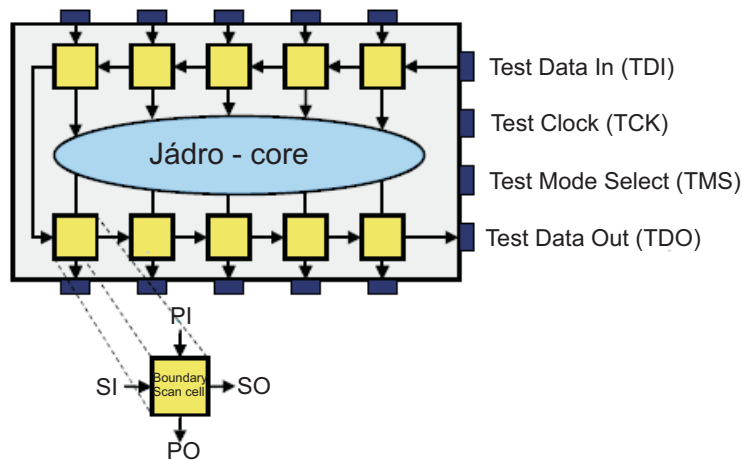 Test Data In (TDI)
Test Clock (TCK)
Jádro - core
Test Mode Select (TMS)
Test Data Out (TDO)
PI
Boundary
Scan cell
SI
SO
PO